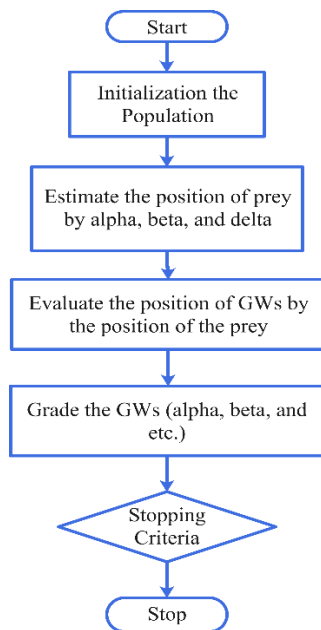 Start
Initialization the
Population
Estimate the position of prey
by alpha, beta, and delta
Evaluate the position of GWs by
the position of the prey
Grade the GWs (alpha, beta, and
etc.)
Stopping
Criteria
Stop